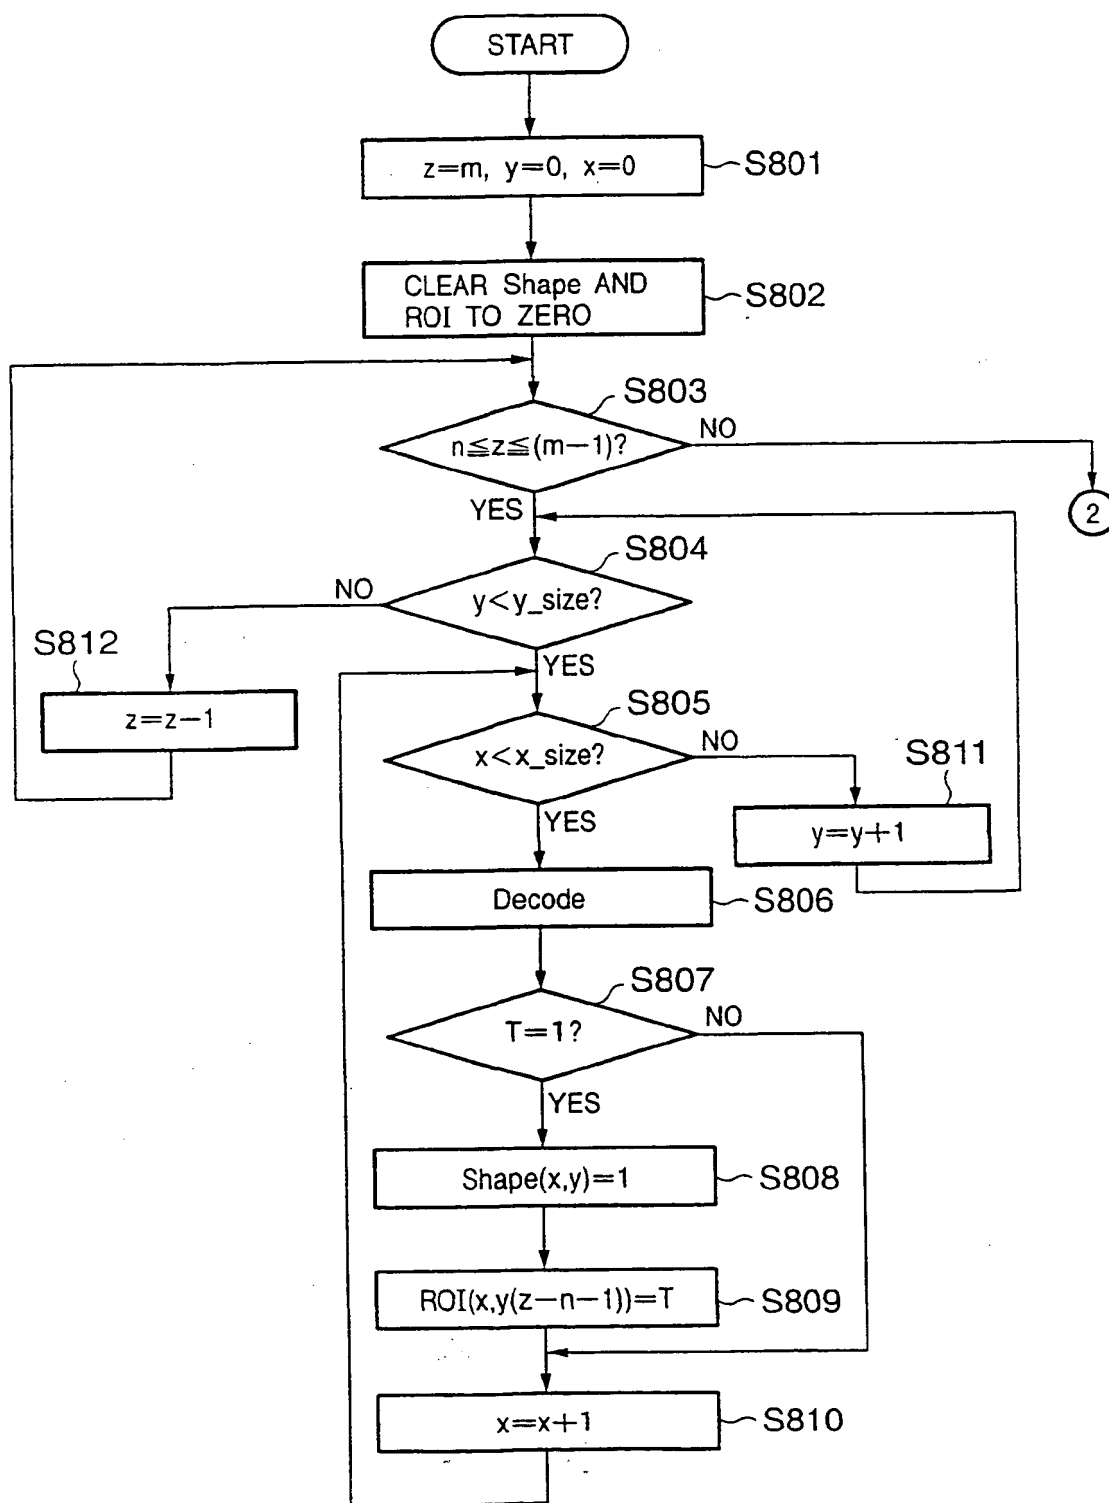 START
z=m, y=0, x=0
S801
CLEAR Shape AND
ROI TO ZERO
S802
S803
n≦z≦(m−1)?
NO
2
YES
S804
y<y_size?
NO
S812
z=z−1
YES
S805
x<x_size?
NO
S811
y=y+1
YES
Decode
S806
S807
T=1?
NO
YES
Shape(x,y)=1
S808
ROI(x,y(z−n−1))=T
S809
x=x+1
S810